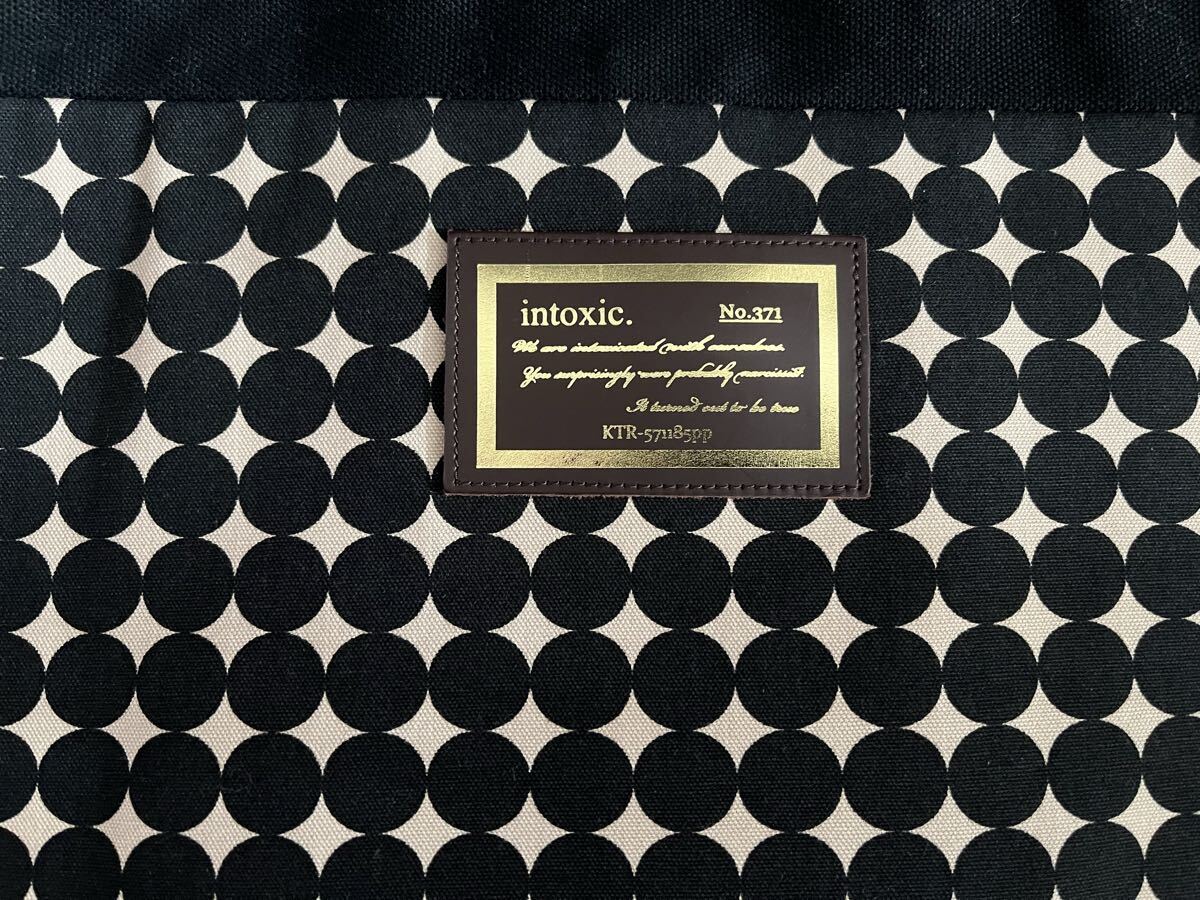 intoxic. No.371
We are intoxicated with ourselves.
You surprisingly were probably narcissist.
It turned out to be true
KTR-571185pp